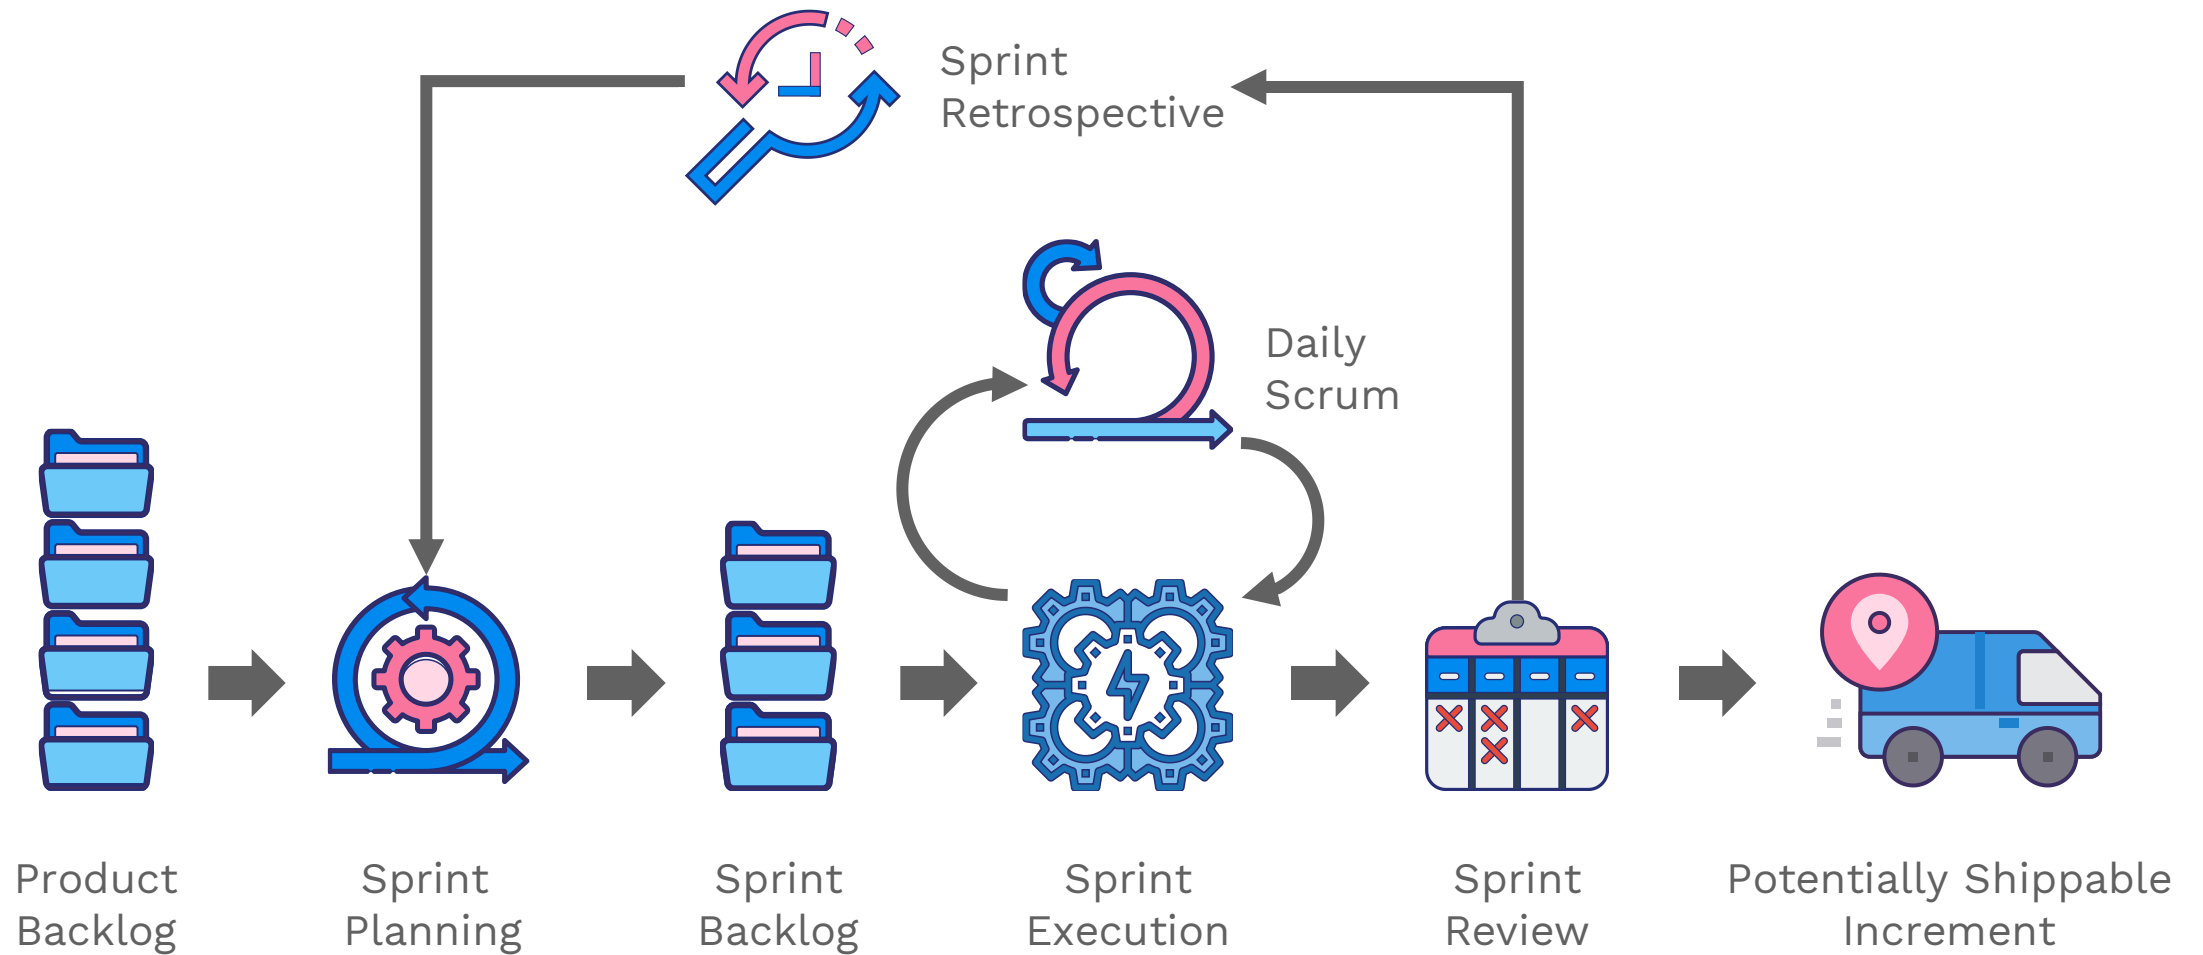 Sprint
Retrospective
Daily
Scrum
Product
Backlog
Sprint
Planning
Sprint
Backlog
Sprint
Execution
Sprint
Review
Potentially Shippable
Increment